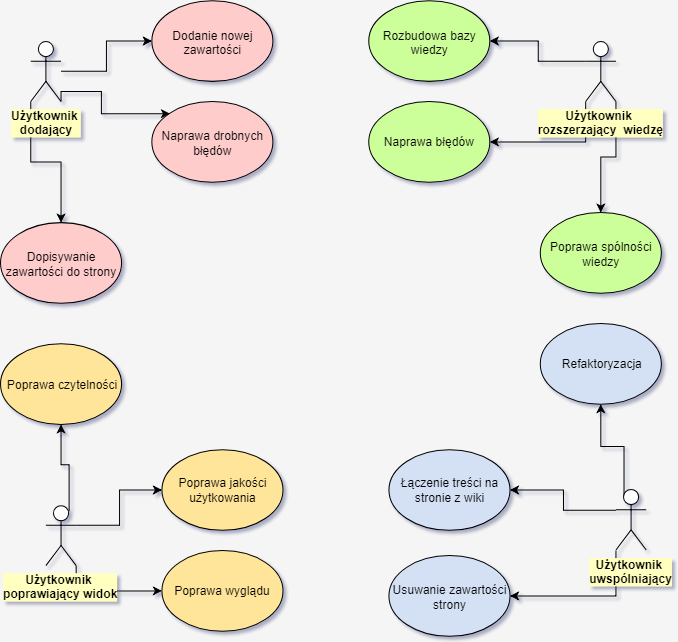 Dodanie nowej
zawartości
Użytkownik
dodający
Naprawa drobnych
błędów
Dopisywanie
zawartości do strony
Rozbudowa bazy
wiedzy
Użytkownik
rozszerzający wiedzę
Naprawa błędów
Poprawa spólności
wiedzy
Poprawa czytelności
Poprawa jakości
użytkowania
Użytkownik
poprawiający widok
Poprawa wyglądu
Refaktoryzacja
Łączenie treści na
stronie z wiki
Użytkownik
uwspólniający
Usuwanie zawartości
strony